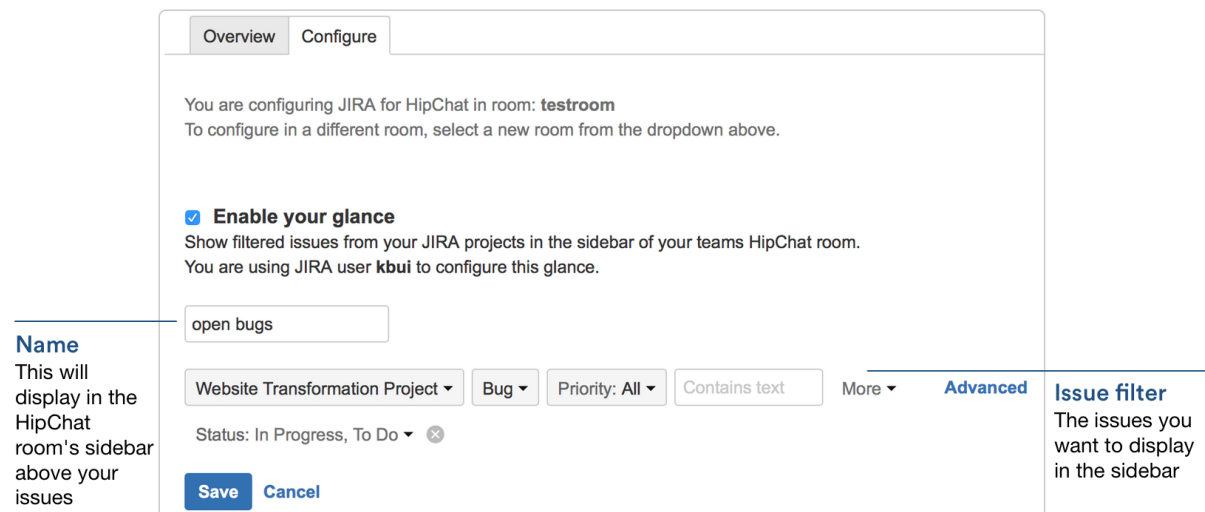 Overview Configure
You are configuring JIRA for HipChat in room: testroom
To configure in a different room, select a new room from the dropdown above.
Enable your glance
Show filtered issues from your JIRA projects in the sidebar of your teams HipChat room.
You are using JIRA user kbui to configure this glance.
open bugs
Name
This will
display in the
HipChat
room's sidebar
above your
issues
Website Transformation Project Bug Priority: All Contains text More Advanced
Status: In Progress, To Do
Save Cancel
Issue filter
The issues you
want to display
in the sidebar